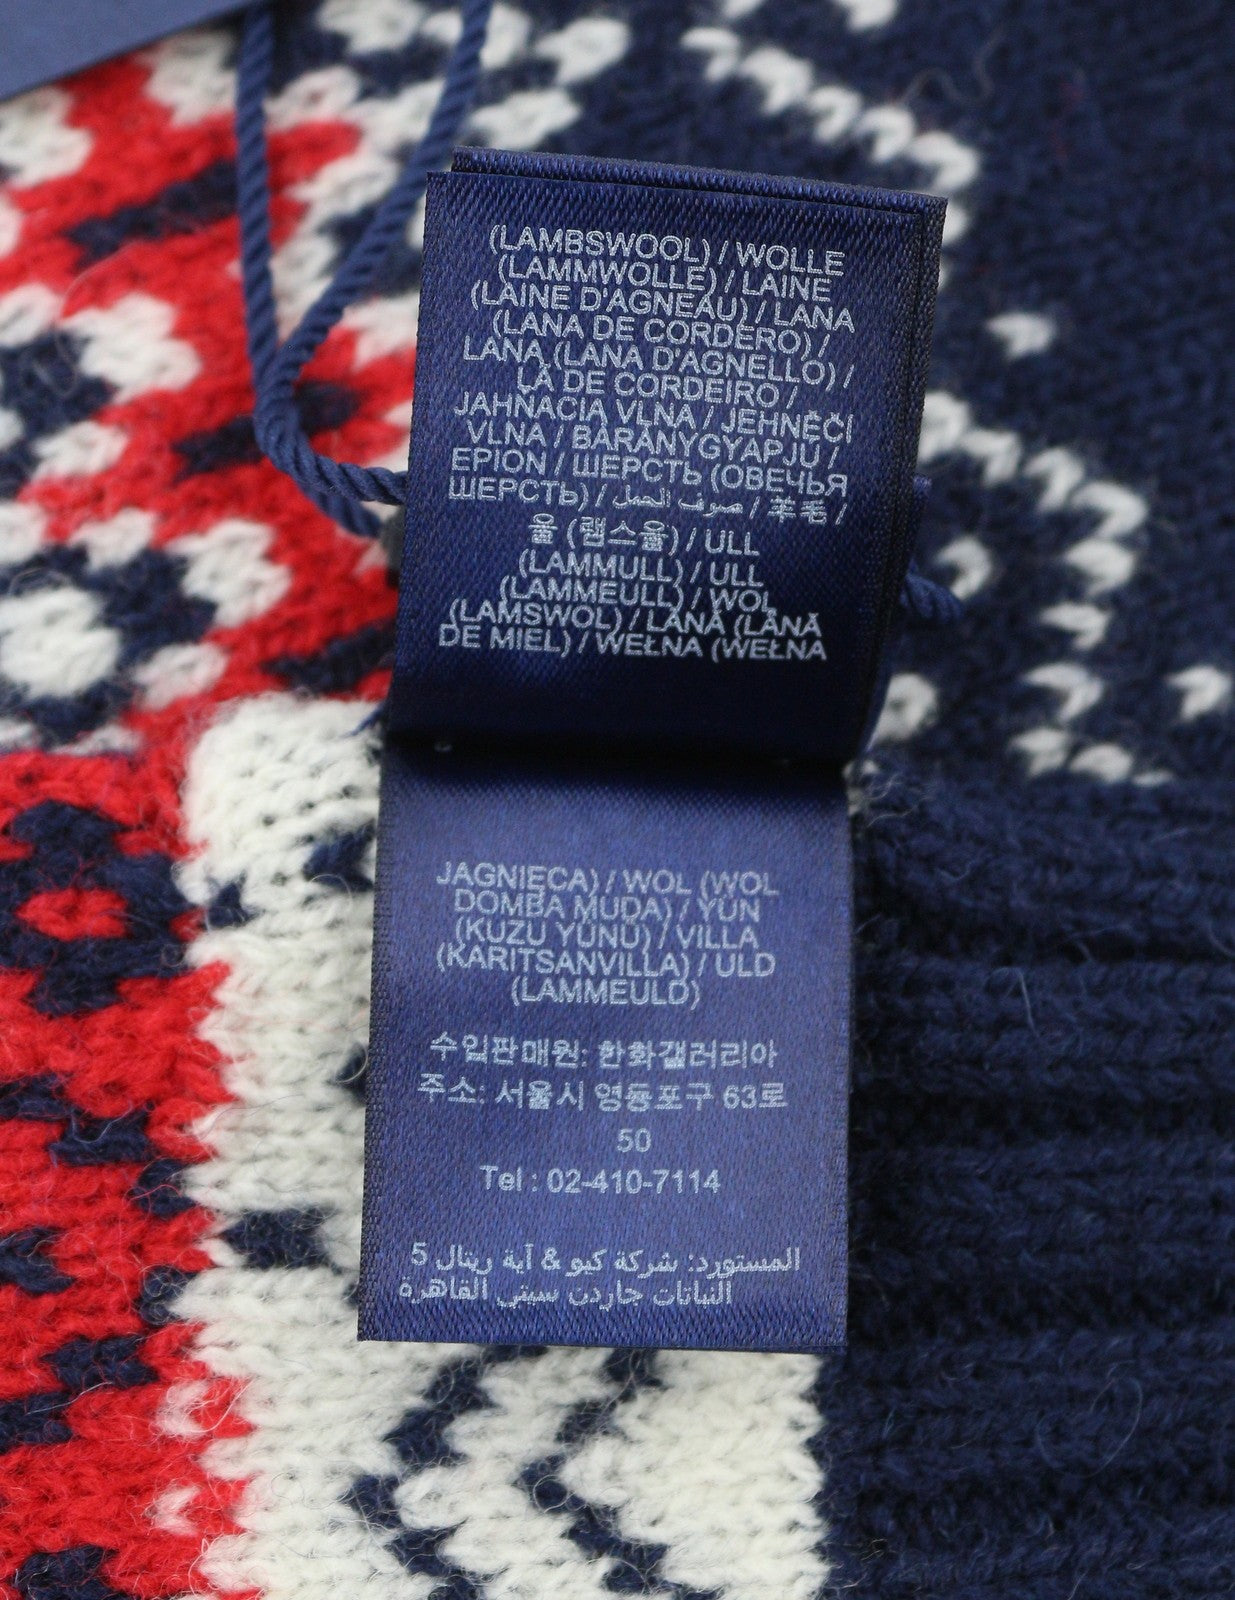 (LAMBSWOOL) / WOLLE
(LAMMWOLLE) / LAINE
(LAINE D'AGNEAU) / LANA
(LANA DE CORDERO) /
LANA (LANA D'AGNELLO) /
LÃ DE CORDEIRO /
JAHŇACIA VLNA / JEHNĚČÍ
VLNA / BÁRÁNYGYAPJÚ /
ΕΡΙΟΝ / ШЕРСТЬ (ОВЕЧЬЯ
ШЕРСТЬ) / صوف الحمل / 羊毛 /
울 (램스울) / ULL
(LAMMULL) / ULL
(LAMMEULL) / WOL
(LAMSWOL) / LÂNĂ (LÂNĂ
DE MIEL) / WEŁNA (WEŁNA
JAGNIĘCA) / WOL (WOL
DOMBA MUDA) / YÜN
(KUZU YÜNÜ) / VILLA
(KARITSANVILLA) / ULD
(LAMMEULD)
수입판매원: 한화갤러리아
주소: 서울시 영등포구 63로
50
Tel : 02-410-7114
المستورد: شركة كيو & آية ريتال 5
النباتات جاردن سيتي القاهرة